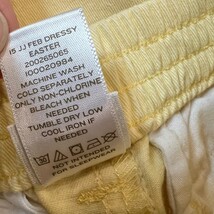 15 JJ FEB DRESSY
EASTER
200265065
100020984
MACHINE WASH
COLD SEPARATELY
ONLY NON-CHLORINE
BLEACH WHEN
NEEDED
TUMBLE DRY LOW
COOL IRON IF
NEEDED
NOT INTENDED
FOR SLEEPWEAR